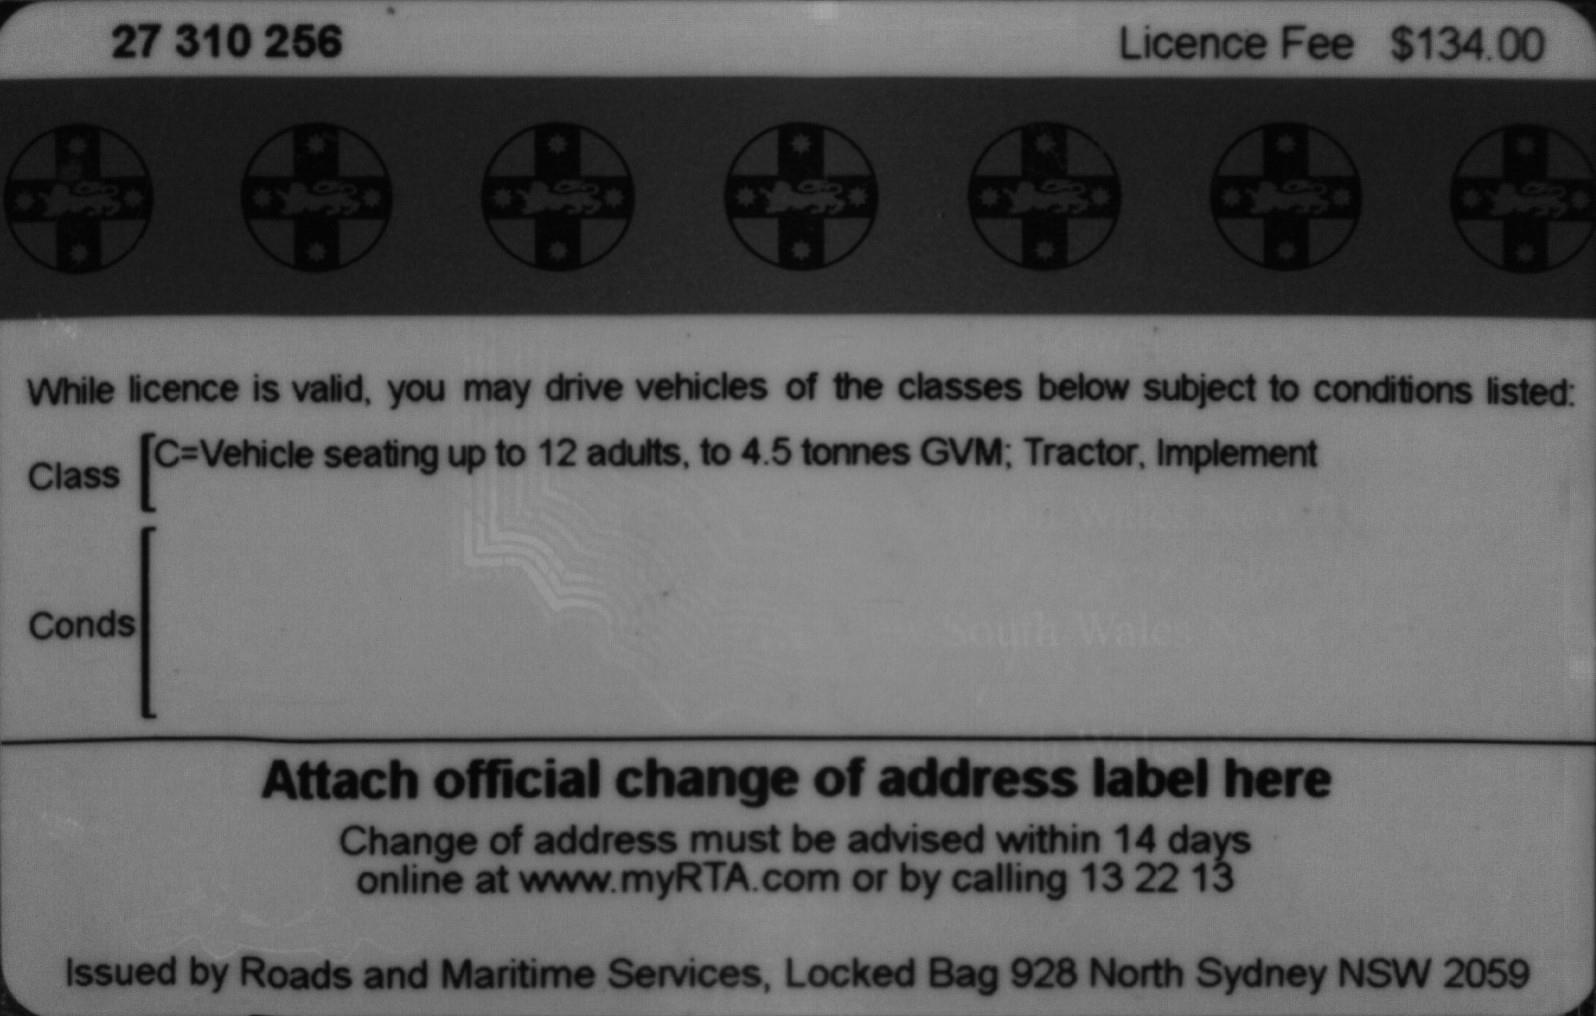 27 310 256 Licence Fee $134.00
While licence is valid, you may drive vehicles of the classes below subject to conditions listed:
Class [C=Vehicle seating up to 12 adults, to 4.5 tonnes GVM; Tractor, Implement
South Wales
Conds [
Attach official change of address label here
Change of address must be advised within 14 days
online at www.myRTA.com or by calling 13 22 13
Issued by Roads and Maritime Services, Locked Bag 928 North Sydney NSW 2059